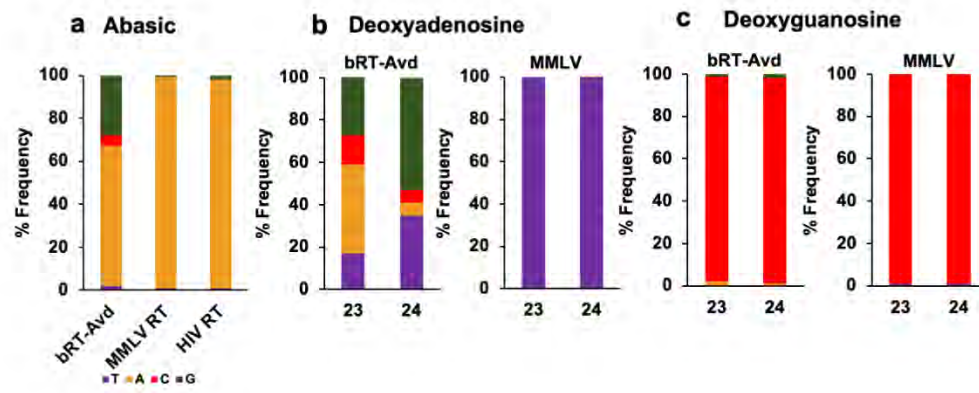 a Abasic
b Deoxyadenosine
c Deoxyguanosine
bRT-Avd
MMLV
bRT-Avd
MMLV
% Frequency
100
80
60
40
20
0
bRT-Avd
MMLV RT
HIV RT
T A C G
% Frequency
100
80
60
40
20
0
23 24
% Frequency
100
80
60
40
20
0
23 24
% Frequency
100
80
60
40
20
0
23 24
% Frequency
100
80
60
40
20
0
23 24